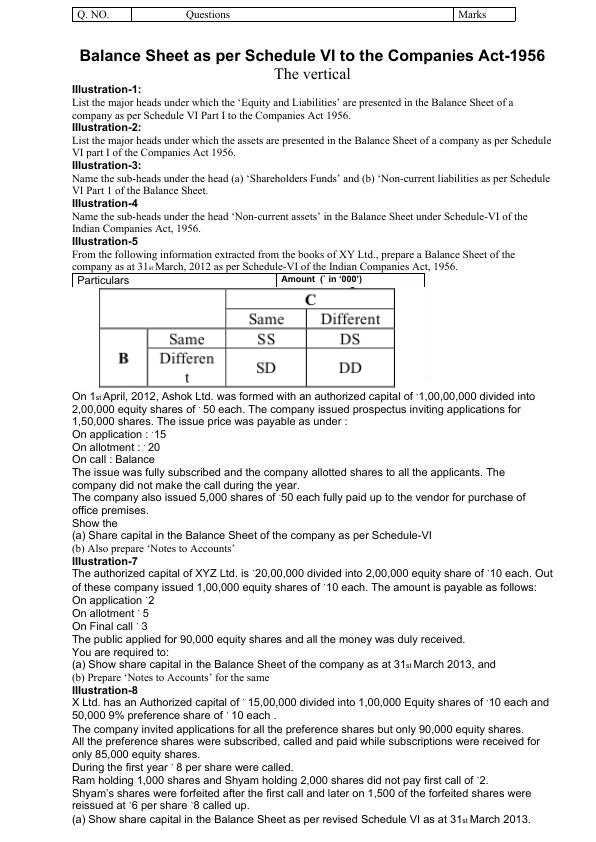 Q. NO. Questions Marks
Balance Sheet as per Schedule VI to the Companies Act-1956
The vertical
Illustration-1:
List the major heads under which the ‘Equity and Liabilities’ are presented in the Balance Sheet of a
company as per Schedule VI Part I to the Companies Act 1956.
Illustration-2:
List the major heads under which the assets are presented in the Balance Sheet of a company as per Schedule
VI part I of the Companies Act 1956.
Illustration-3:
Name the sub-heads under the head (a) ‘Shareholders Funds’ and (b) ‘Non-current liabilities as per Schedule
VI Part 1 of the Balance Sheet.
Illustration-4
Name the sub-heads under the head ‘Non-current assets’ in the Balance Sheet under Schedule-VI of the
Indian Companies Act, 1956.
Illustration-5
From the following information extracted from the books of XY Ltd., prepare a Balance Sheet of the
company as at 31st March, 2012 as per Schedule-VI of the Indian Companies Act, 1956.
Particulars Amount (` in ‘000’)
C
Same Different
B Same SS DS
Differen
t SD DD
On 1st April, 2012, Ashok Ltd. was formed with an authorized capital of `1,00,00,000 divided into
2,00,000 equity shares of ` 50 each. The company issued prospectus inviting applications for
1,50,000 shares. The issue price was payable as under :
On application : `15
On allotment : ` 20
On call : Balance
The issue was fully subscribed and the company allotted shares to all the applicants. The
company did not make the call during the year.
The company also issued 5,000 shares of `50 each fully paid up to the vendor for purchase of
office premises.
Show the
(a) Share capital in the Balance Sheet of the company as per Schedule-VI
(b) Also prepare ‘Notes to Accounts’
Illustration-7
The authorized capital of XYZ Ltd. is `20,00,000 divided into 2,00,000 equity share of `10 each. Out
of these company issued 1,00,000 equity shares of `10 each. The amount is payable as follows:
On application `2
On allotment ` 5
On Final call ` 3
The public applied for 90,000 equity shares and all the money was duly received.
You are required to:
(a) Show share capital in the Balance Sheet of the company as at 31st March 2013, and
(b) Prepare ‘Notes to Accounts’ for the same
Illustration-8
X Ltd. has an Authorized capital of ` 15,00,000 divided into 1,00,000 Equity shares of `10 each and
50,000 9% preference share of ` 10 each .
The company invited applications for all the preference shares but only 90,000 equity shares.
All the preference shares were subscribed, called and paid while subscriptions were received for
only 85,000 equity shares.
During the first year ` 8 per share were called.
Ram holding 1,000 shares and Shyam holding 2,000 shares did not pay first call of `2.
Shyam’s shares were forfeited after the first call and later on 1,500 of the forfeited shares were
reissued at `6 per share `8 called up.
(a) Show share capital in the Balance Sheet as per revised Schedule VI as at 31st March 2013.